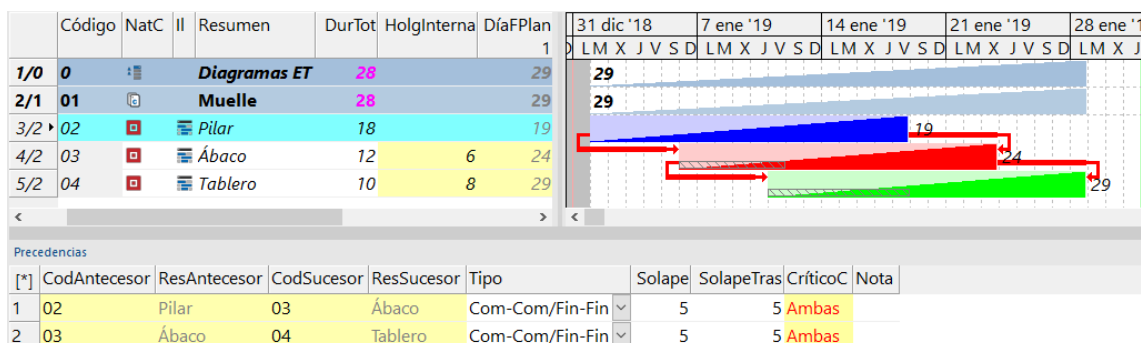 Código NatC Il Resumen DurTot HolgInterna DíaFPlan 31 dic '18 7 ene '19 14 ene '19 21 ene '19 28 ene '1
1 D L M X J V S D L M X J V S D L M X J V S D L M X J V S D L M X J
1/0 0 Diagramas ET 28 29 29
2/1 01 Muelle 28 29 29
3/2 02 Pilar 18 19 19
4/2 03 Ábaco 12 6 24 24
5/2 04 Tablero 10 8 29 29
Precedencias
[*] CodAntecesor ResAntecesor CodSucesor ResSucesor Tipo Solape SolapeTras CríticoC Nota
1 02 Pilar 03 Ábaco Com-Com/Fin-Fin 5 5 Ambas
2 03 Ábaco 04 Tablero Com-Com/Fin-Fin 5 5 Ambas